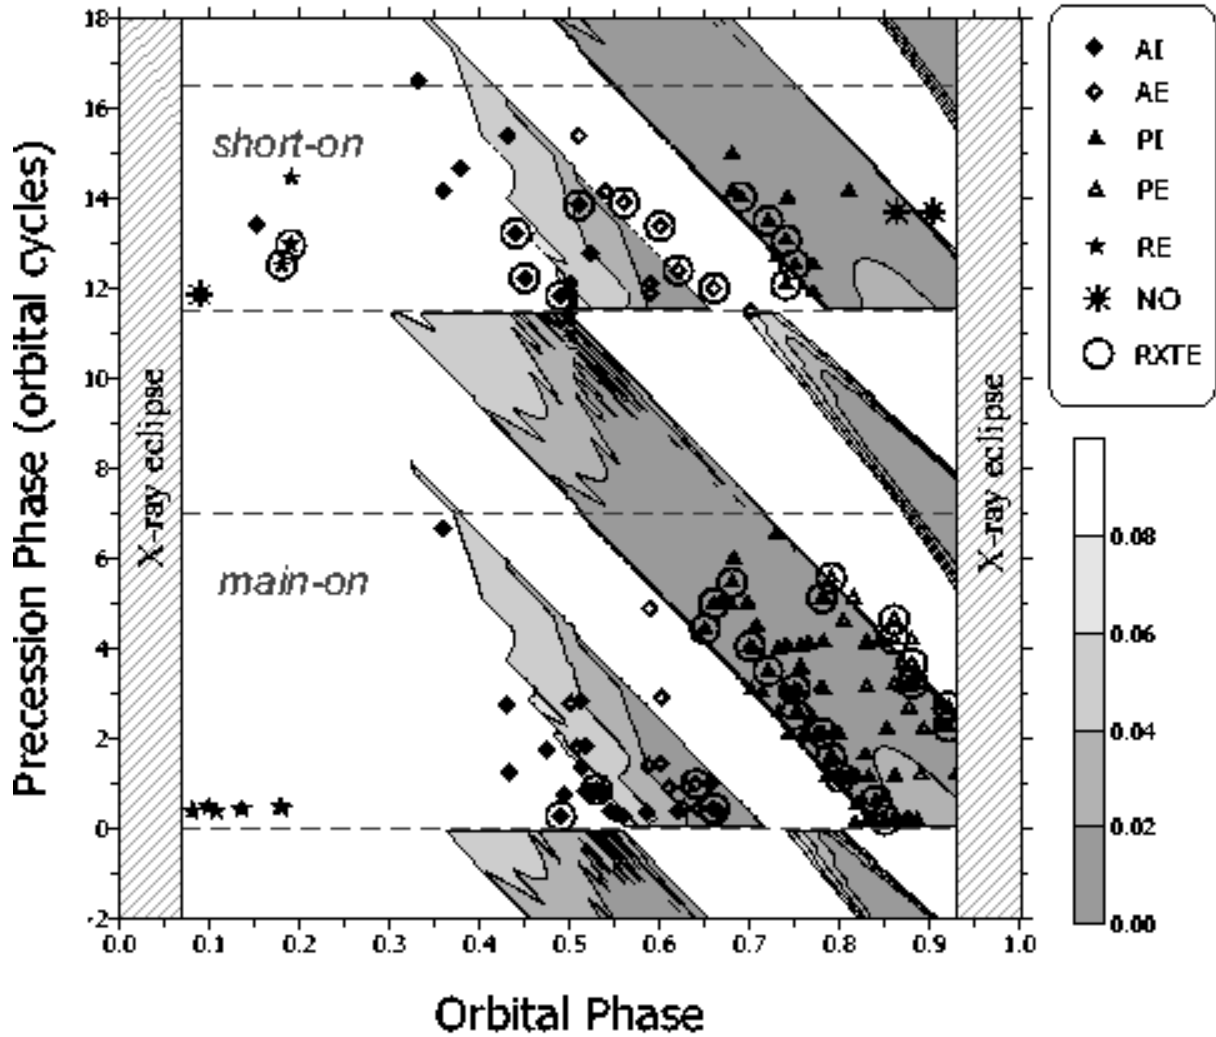 18
16
14
12
10
8
6
4
2
0
-2
Precession Phase (orbital cycles)
X-ray eclipse
short-on
main-on
X-ray eclipse
0.0 0.1 0.2 0.3 0.4 0.5 0.6 0.7 0.8 0.9 1.0
Orbital Phase
AI
AE
PI
PE
RE
NO
RXTE
0.08
0.06
0.04
0.02
0.00